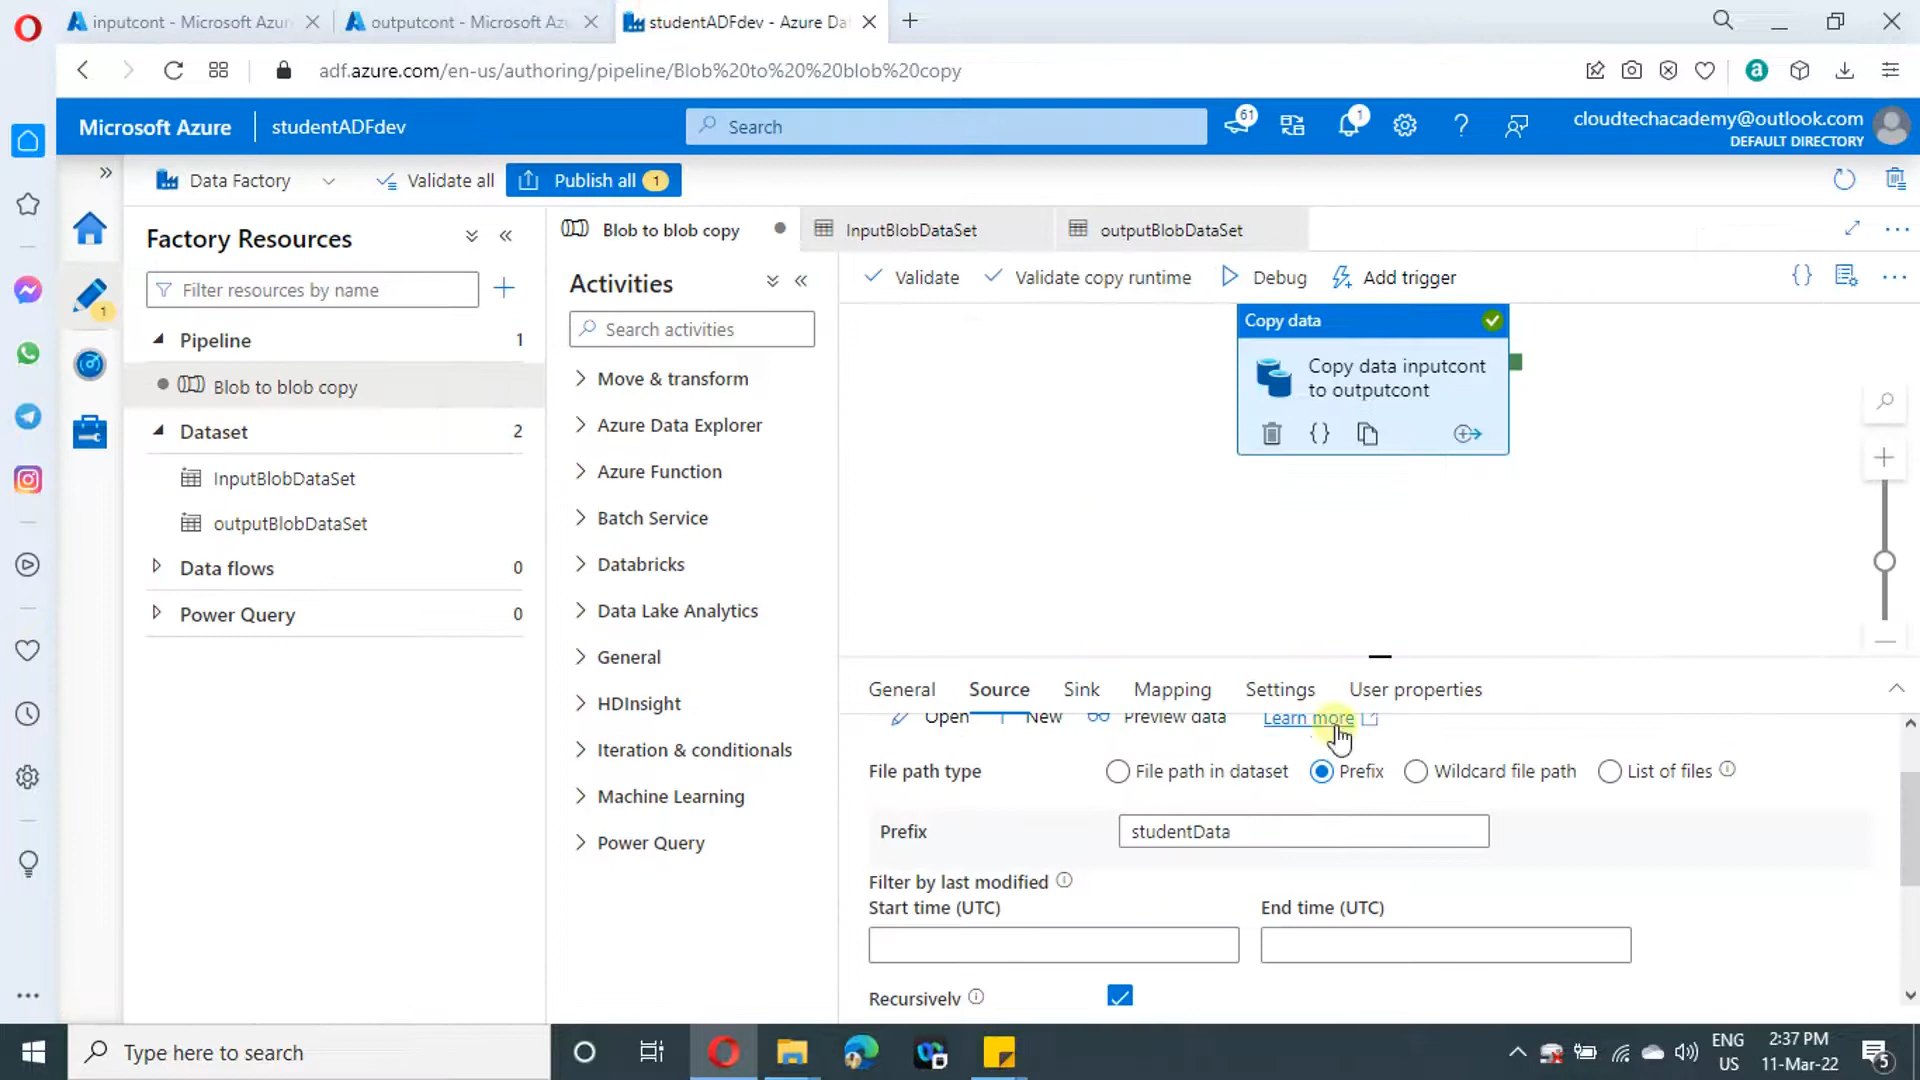 inputcont - Microsoft Azur
outputcont - Microsoft Az
studentADFdev - Azure Da
adf.azure.com/en-us/authoring/pipeline/Blob%20to%20%20blob%20copy
Microsoft Azure
studentADFdev
Search
61
1
cloudtechacademy@outlook.com
DEFAULT DIRECTORY
Data Factory
Validate all
Publish all 1
Factory Resources
Filter resources by name
1
Pipeline 1
Blob to blob copy
Dataset 2
InputBlobDataSet
outputBlobDataSet
Data flows 0
Power Query 0
Blob to blob copy
InputBlobDataSet
outputBlobDataSet
Activities
Search activities
Move & transform
Azure Data Explorer
Azure Function
Batch Service
Databricks
Data Lake Analytics
General
HDInsight
Iteration & conditionals
Machine Learning
Power Query
Validate
Validate copy runtime
Debug
Add trigger
Copy data
Copy data inputcont
to outputcont
General
Source
Sink
Mapping
Settings
User properties
Open
New
Preview data
Learn more
File path type
File path in dataset
Prefix
Wildcard file path
List of files
Prefix
studentData
Filter by last modified
Start time (UTC)
End time (UTC)
Recursively
Type here to search
ENG
US
2:37 PM
11-Mar-22
5